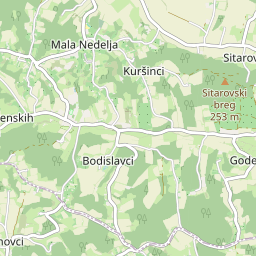 Mala Nedelja
Sitarov
Kuršinci
Sitarovski
breg
253 m
enskih
Bodislavci
Gode
novci